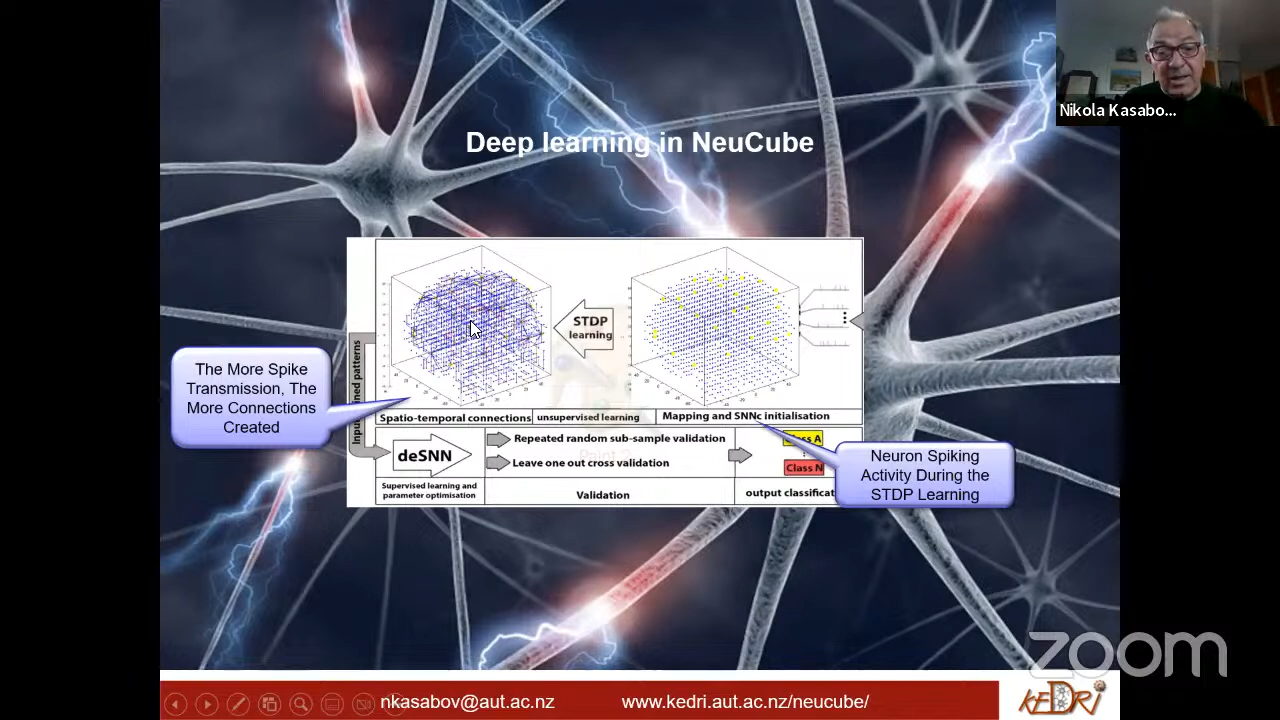 Nikola Kasabo...
Deep learning in NeuCube
STDP
learning
The More Spike
Transmission, The
More Connections
Created
Spatio-temporal connections
unsupervised learning
Mapping and SNNc initialisation
deSNN
Repeated random sub-sample validation
Leave one out cross validation
Class N
Supervised learning and
parameter optimisation
Validation
output classificat
Neuron Spiking
Activity During the
STDP Learning
zoom
nkasabov@aut.ac.nz
www.kedri.aut.ac.nz/neucube/
KEDRI